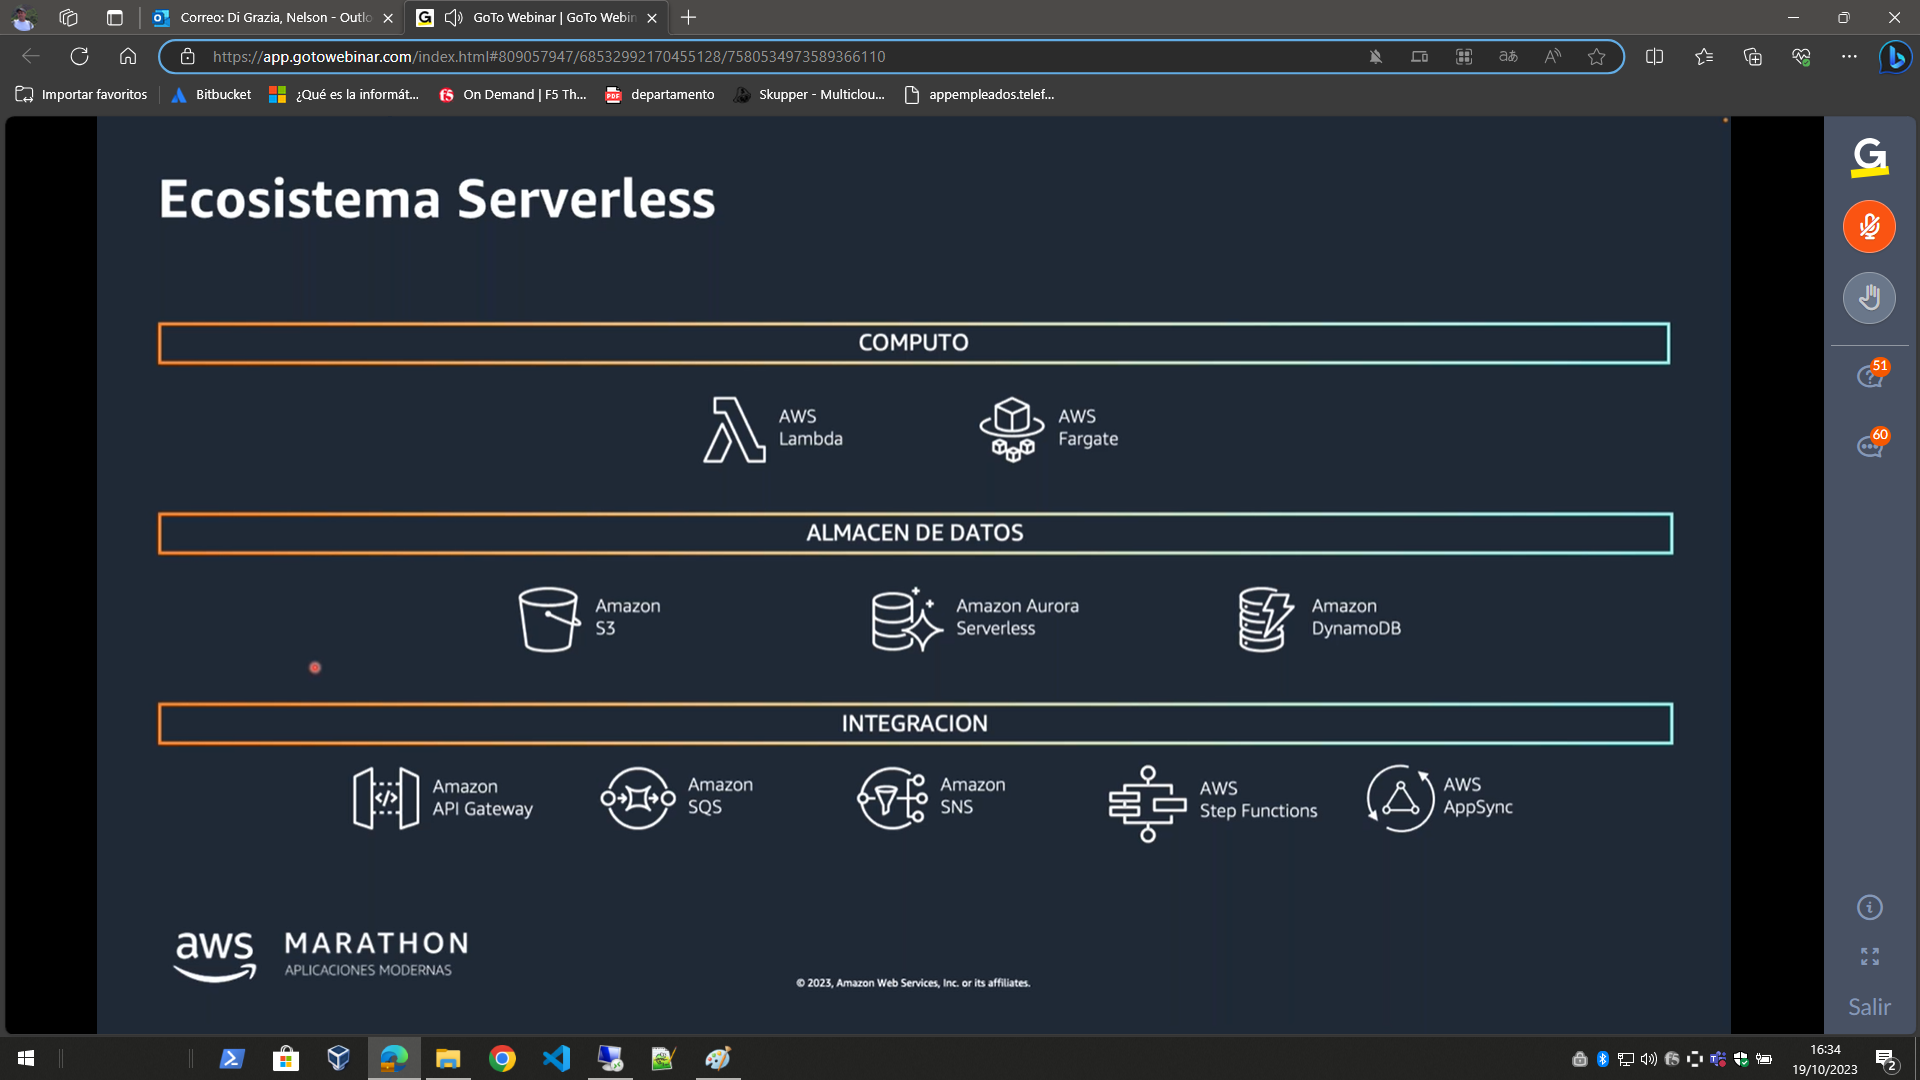 Correo: Di Grazia, Nelson - Outlo
GoTo Webinar | GoTo Webin
https://app.gotowebinar.com/index.html#809057947/68532992170455128/7580534973589366110
Importar favoritos
Bitbucket
¿Qué es la informát...
On Demand | F5 Th...
departamento
Skupper - Multiclou...
appempleados.telef...
Ecosistema Serverless
COMPUTO
AWS
Lambda
AWS
Fargate
ALMACEN DE DATOS
Amazon
S3
Amazon Aurora
Serverless
Amazon
DynamoDB
INTEGRACION
Amazon
API Gateway
Amazon
SQS
Amazon
SNS
AWS
Step Functions
AWS
AppSync
aws
MARATHON
APLICACIONES MODERNAS
© 2023, Amazon Web Services, Inc. or its affiliates.
51
60
Salir
16:34
19/10/2023
2